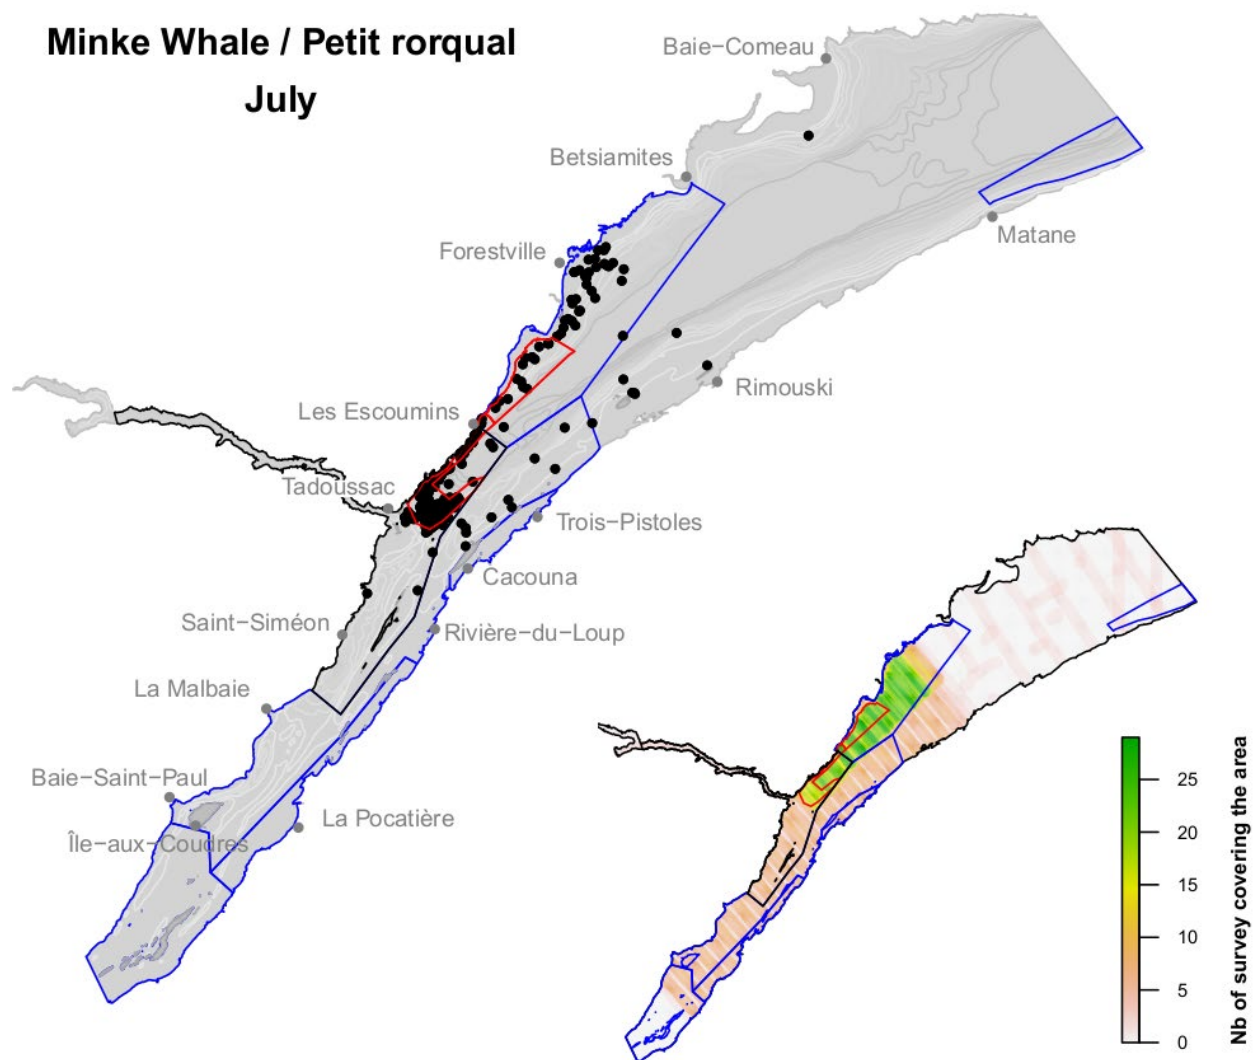 Minke Whale / Petit rorqual
July
Baie−Comeau
Betsiamites
Forestville
Matane
Rimouski
Les Escoumins
Tadoussac
Trois−Pistoles
Cacouna
Saint−Siméon
Rivière−du−Loup
La Malbaie
Baie−Saint−Paul
La Pocatière
Île−aux−Coudres
25
20
15
10
5
0
Nb of survey covering the area